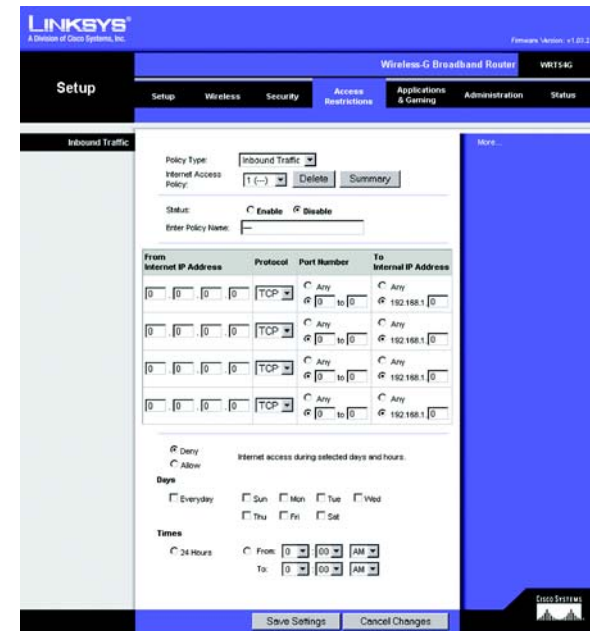 LINKSYS®
A Division of Cisco Systems, Inc.
Firmware Version: v1.01.2
Wireless-G Broadband Router WRT54G
Setup
Setup Wireless Security Access Restrictions Applications & Gaming Administration Status
Inbound Traffic
More...
Policy Type: Inbound Traffic
Internet Access Policy: 1 (---) Delete Summary
Status: Enable Disable
Enter Policy Name: ---
From Internet IP Address Protocol Port Number To Internal IP Address
0 . 0 . 0 . 0 TCP Any 0 to 0 Any 192.168.1. 0
0 . 0 . 0 . 0 TCP Any 0 to 0 Any 192.168.1. 0
0 . 0 . 0 . 0 TCP Any 0 to 0 Any 192.168.1. 0
0 . 0 . 0 . 0 TCP Any 0 to 0 Any 192.168.1. 0
Deny
Allow
Internet access during selected days and hours.
Days
Everyday Sun Mon Tue Wed
Thu Fri Sat
Times
24 Hours From: 0 : 00 AM
To: 0 : 00 AM
Save Settings Cancel Changes
CISCO SYSTEMS